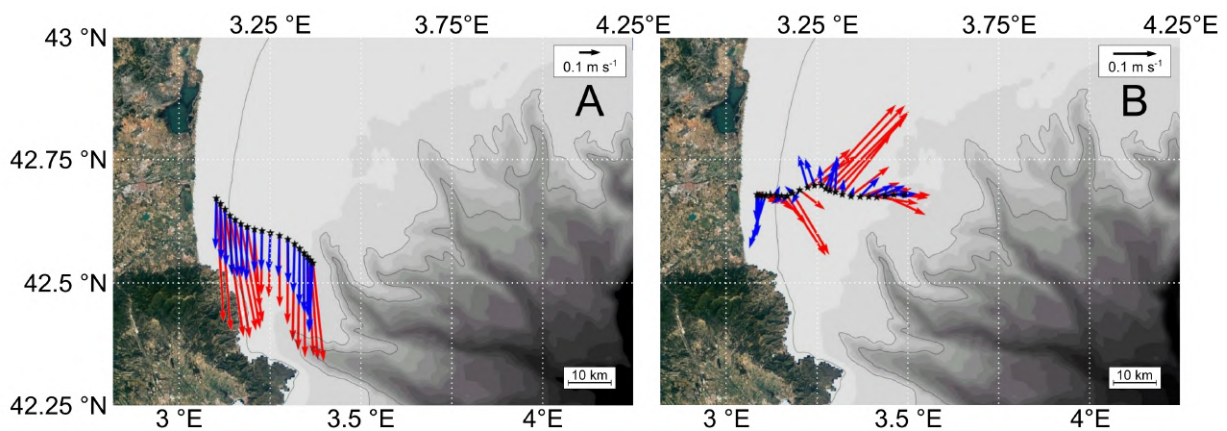 3.25°E 3.75°E 4.25°E 3.25°E 3.75°E 4.25°E
43 °N
0.1 m s⁻¹ 0.1 m s⁻¹
A B
42.75 °N
42.5 °N
10 km 10 km
42.25 °N
3 °E 3.5°E 4°E 3 °E 3.5°E 4°E